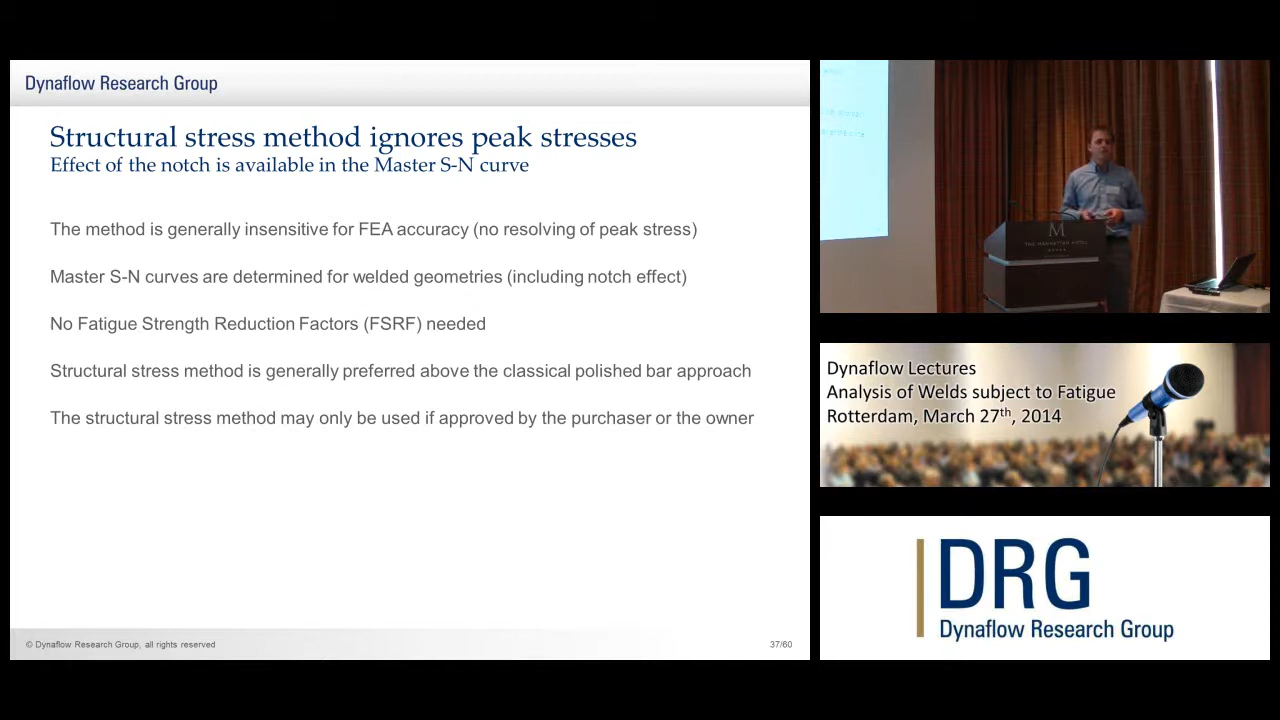 Dynaflow Research Group
Structural stress method ignores peak stresses
Effect of the notch is available in the Master S-N curve
The method is generally insensitive for FEA accuracy (no resolving of peak stress)
Master S-N curves are determined for welded geometries (including notch effect)
No Fatigue Strength Reduction Factors (FSRF) needed
Structural stress method is generally preferred above the classical polished bar approach
The structural stress method may only be used if approved by the purchaser or the owner
© Dynaflow Research Group, all rights reserved
37/60
M
THE MANHATTAN HOTEL
Dynaflow Lectures
Analysis of Welds subject to Fatigue
Rotterdam, March 27th, 2014
DRG
Dynaflow Research Group